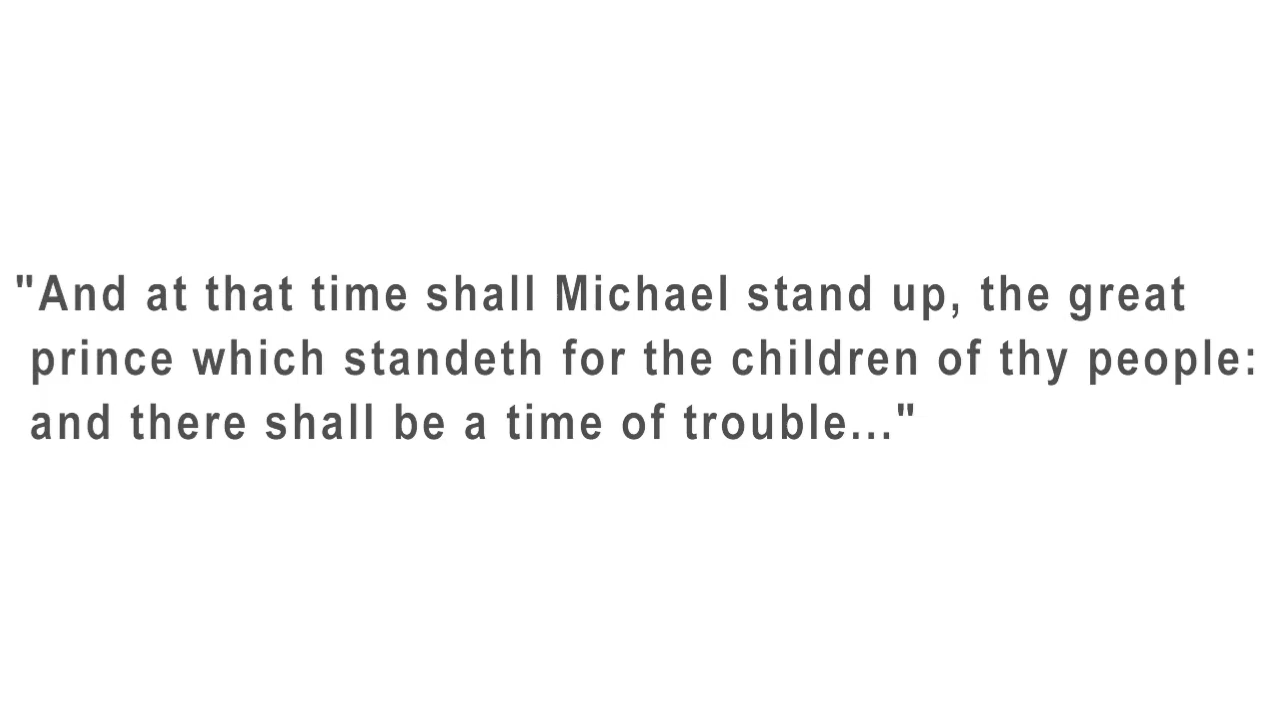 "And at that time shall Michael stand up, the great
prince which standeth for the children of thy people:
and there shall be a time of trouble..."